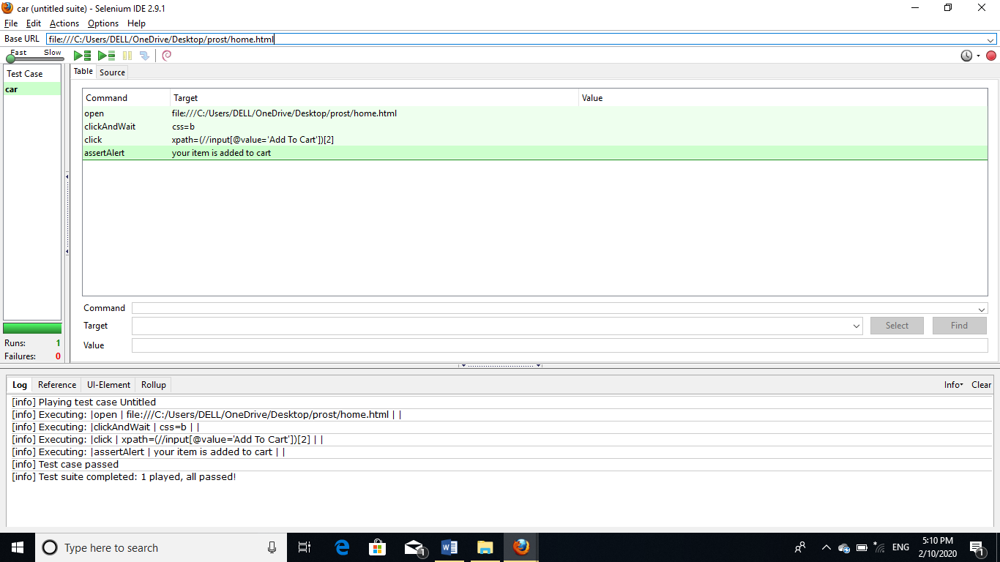 car (untitled suite) - Selenium IDE 2.9.1
File Edit Actions Options Help
Base URL file:///C:/Users/DELL/OneDrive/Desktop/prost/home.html
Fast Slow
Test Case
car
Table Source
Command Target Value
open file:///C:/Users/DELL/OneDrive/Desktop/prost/home.html
clickAndWait css=b
click xpath=(//input[@value='Add To Cart'])[2]
assertAlert your item is added to cart
Command
Target Select Find
Value
Runs: 1
Failures: 0
Log Reference UI-Element Rollup Info Clear
[info] Playing test case Untitled
[info] Executing: |open | file:///C:/Users/DELL/OneDrive/Desktop/prost/home.html | |
[info] Executing: |clickAndWait | css=b | |
[info] Executing: |click | xpath=(//input[@value='Add To Cart'])[2] | |
[info] Executing: |assertAlert | your item is added to cart | |
[info] Test case passed
[info] Test suite completed: 1 played, all passed!
Type here to search 1 ENG 5:10 PM 1
2/10/2020